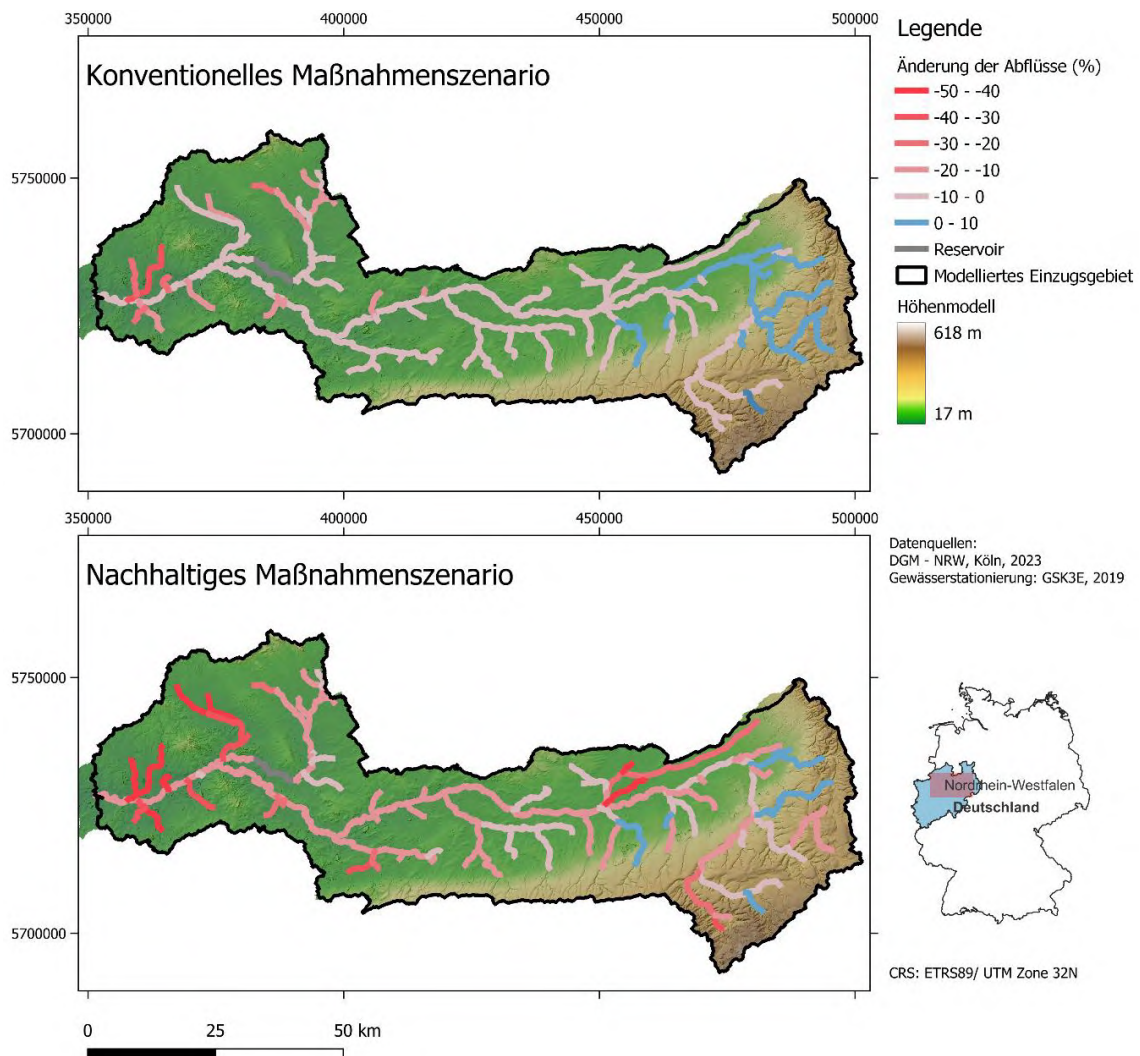 350000
400000
450000
500000
Konventionelles Maßnahmenszenario
5750000
5700000
Legende
Änderung der Abflüsse (%)
-50 - -40
-40 - -30
-30 - -20
-20 - -10
-10 - 0
0 - 10
Reservoir
Modelliertes Einzugsgebiet
Höhenmodell
618 m
17 m
350000
400000
450000
500000
Nachhaltiges Maßnahmenszenario
5750000
5700000
Datenquellen:
DGM - NRW, Köln, 2023
Gewässerstationierung: GSK3E, 2019
Nordrhein-Westfalen
Deutschland
CRS: ETRS89/ UTM Zone 32N
0
25
50 km